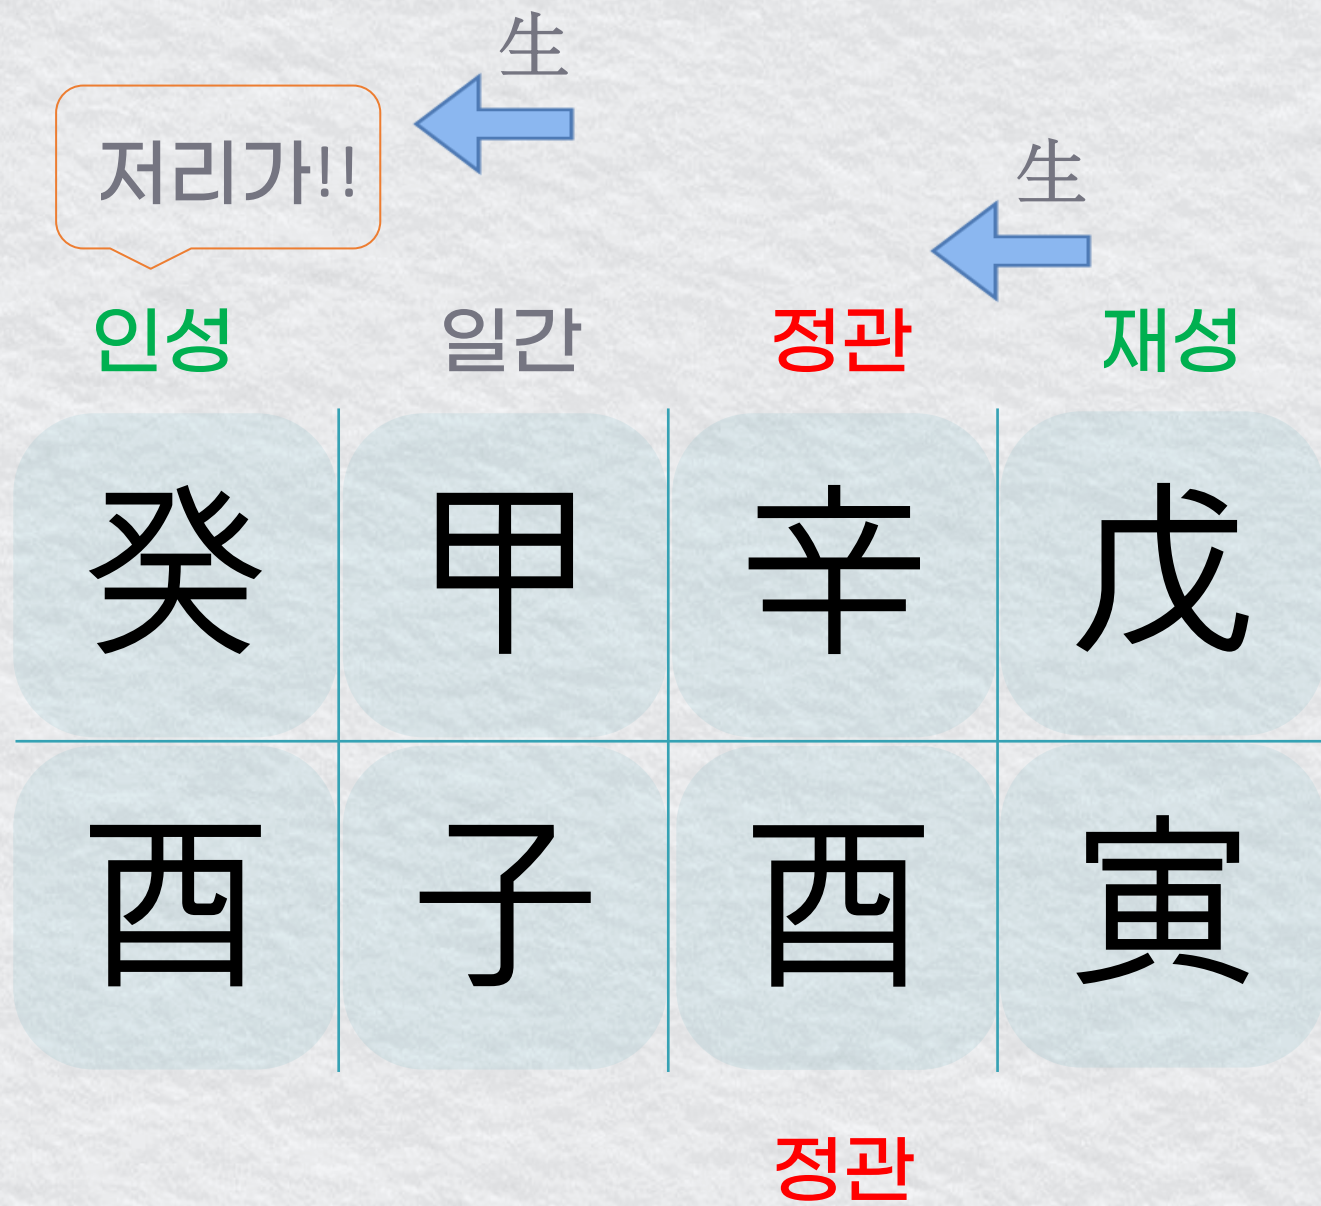 生
저리가!!
生
인성 일간 정관 재성
癸 甲 辛 戊
酉 子 酉 寅
정관